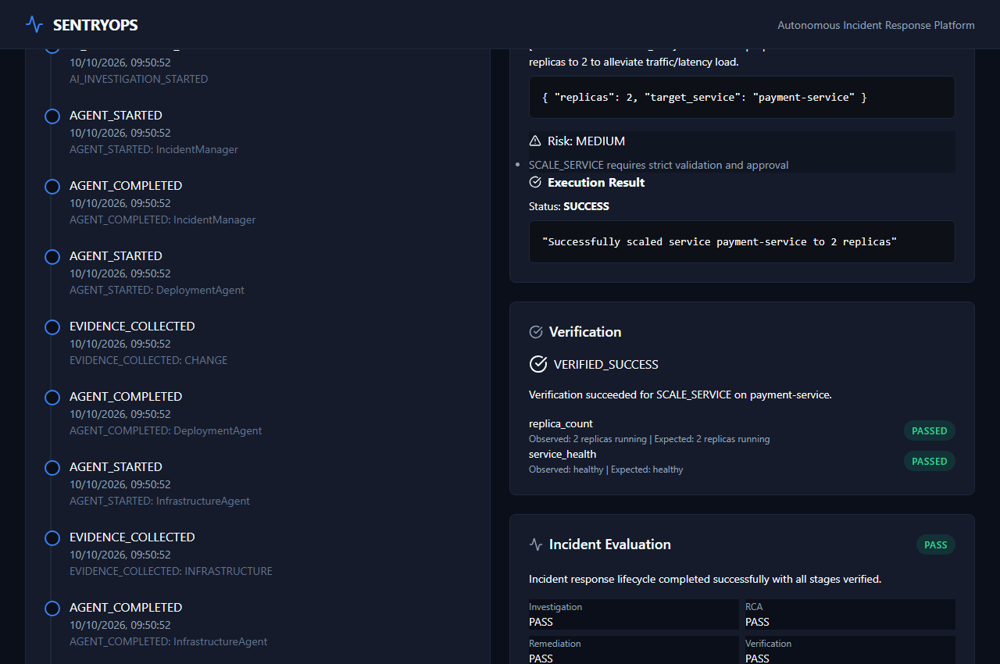 SENTRYOPS
Autonomous Incident Response Platform
10/10/2026, 09:50:52
AI_INVESTIGATION_STARTED
AGENT_STARTED
10/10/2026, 09:50:52
AGENT_STARTED: IncidentManager
AGENT_COMPLETED
10/10/2026, 09:50:52
AGENT_COMPLETED: IncidentManager
AGENT_STARTED
10/10/2026, 09:50:52
AGENT_STARTED: DeploymentAgent
EVIDENCE_COLLECTED
10/10/2026, 09:50:52
EVIDENCE_COLLECTED: CHANGE
AGENT_COMPLETED
10/10/2026, 09:50:52
AGENT_COMPLETED: DeploymentAgent
AGENT_STARTED
10/10/2026, 09:50:52
AGENT_STARTED: InfrastructureAgent
EVIDENCE_COLLECTED
10/10/2026, 09:50:52
EVIDENCE_COLLECTED: INFRASTRUCTURE
AGENT_COMPLETED
10/10/2026, 09:50:52
AGENT_COMPLETED: InfrastructureAgent
replicas to 2 to alleviate traffic/latency load.
{ "replicas": 2, "target_service": "payment-service" }
Risk: MEDIUM
SCALE_SERVICE requires strict validation and approval
Execution Result
Status: SUCCESS
"Successfully scaled service payment-service to 2 replicas"
Verification
VERIFIED_SUCCESS
Verification succeeded for SCALE_SERVICE on payment-service.
replica_count
Observed: 2 replicas running | Expected: 2 replicas running
PASSED
service_health
Observed: healthy | Expected: healthy
PASSED
Incident Evaluation
PASS
Incident response lifecycle completed successfully with all stages verified.
Investigation
PASS
RCA
PASS
Remediation
PASS
Verification
PASS